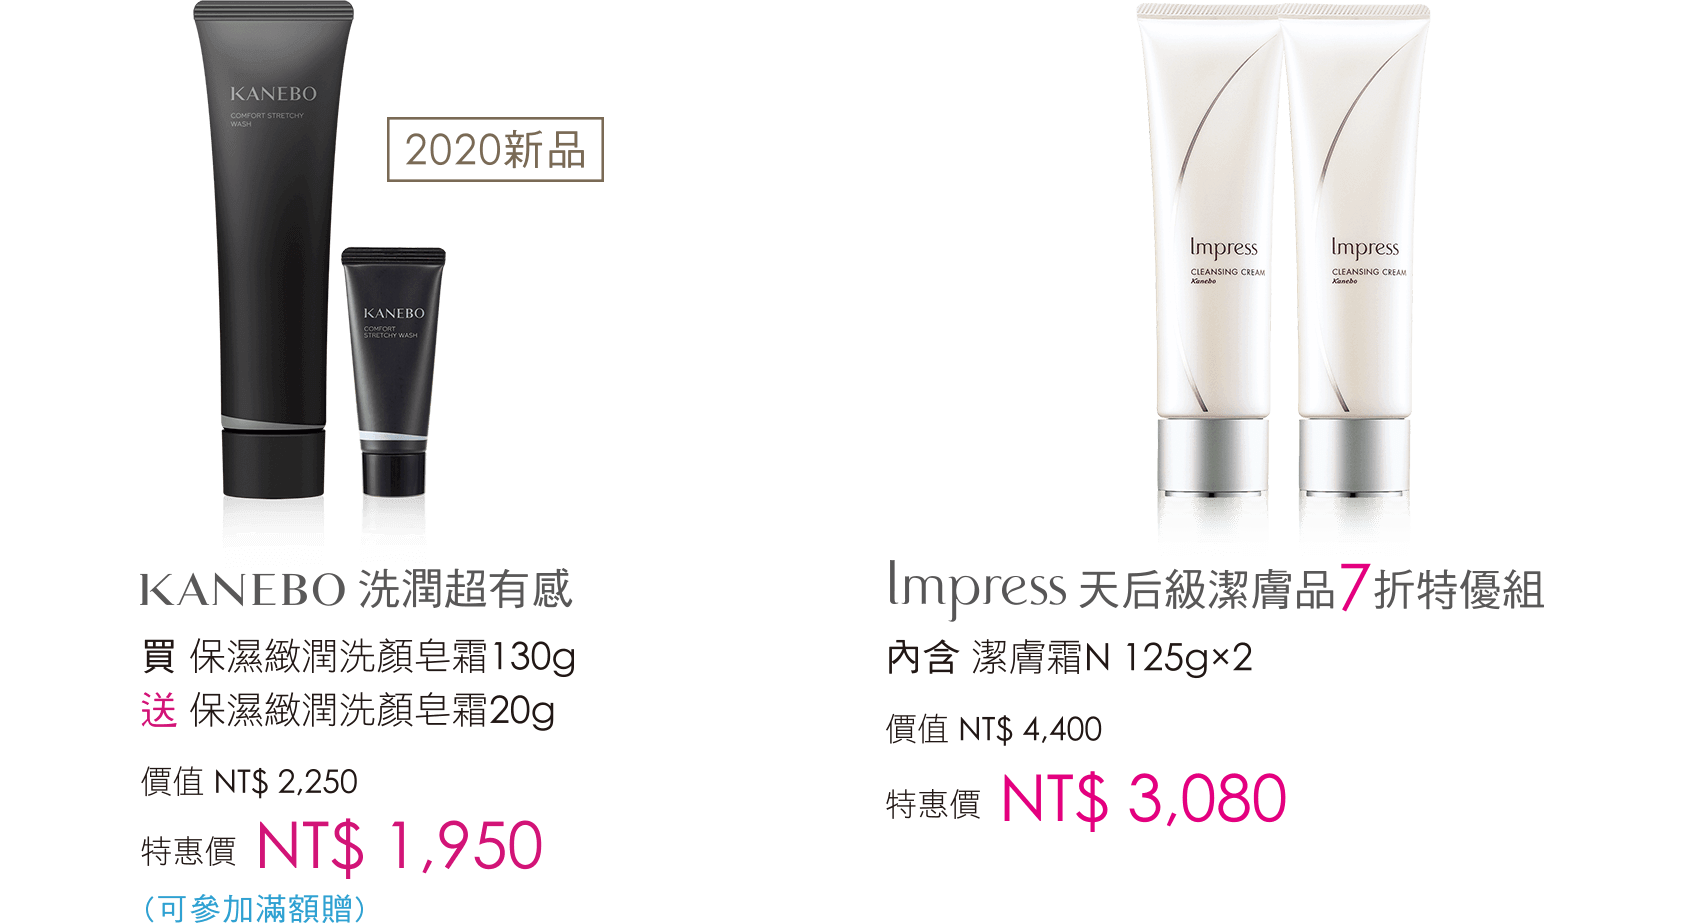 KANEBO
COMFORT STRETCHY
WASH
2020新品
KANEBO
COMFORT
STRETCHY WASH
KANEBO 洗潤超有感
買 保濕緻潤洗顏皂霜130g
送 保濕緻潤洗顏皂霜20g
價值 NT$ 2,250
特惠價 NT$ 1,950
(可參加滿額贈)
Impress
CLEANSING CREAM
Kanebo
Impress
CLEANSING CREAM
Kanebo
Impress 天后級潔膚品7折特優組
內含 潔膚霜N 125g×2
價值 NT$ 4,400
特惠價 NT$ 3,080